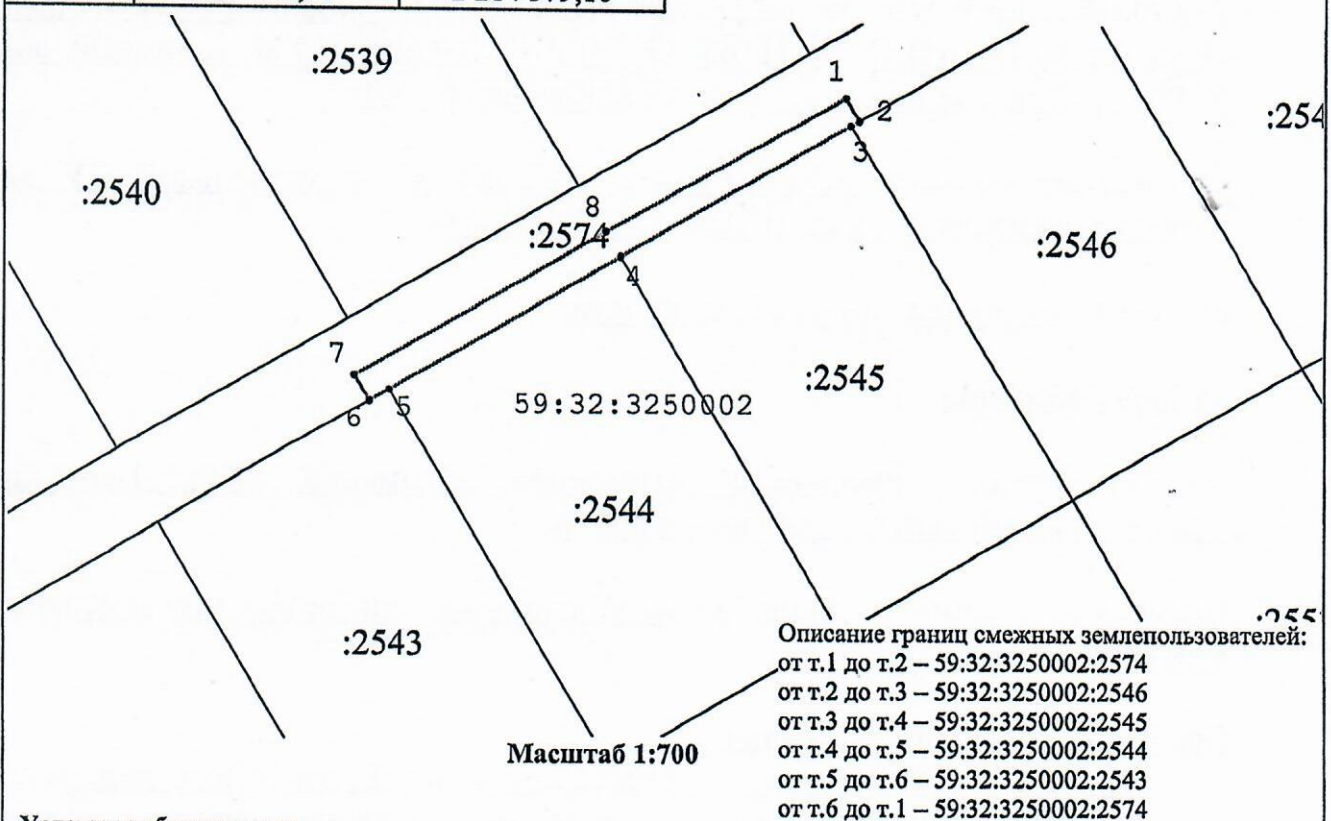 :2539
1
2
:254
3
:2540
8
:2574
:2546
4
7
:2545
5
59:32:3250002
6
:2544
:2543
Описание границ смежных землепользователей:
от т.1 до т.2 – 59:32:3250002:2574
от т.2 до т.3 – 59:32:3250002:2546
от т.3 до т.4 – 59:32:3250002:2545
Масштаб 1:700
от т.4 до т.5 – 59:32:3250002:2544
от т.5 до т.6 – 59:32:3250002:2543
от т.6 до т.1 – 59:32:3250002:2574